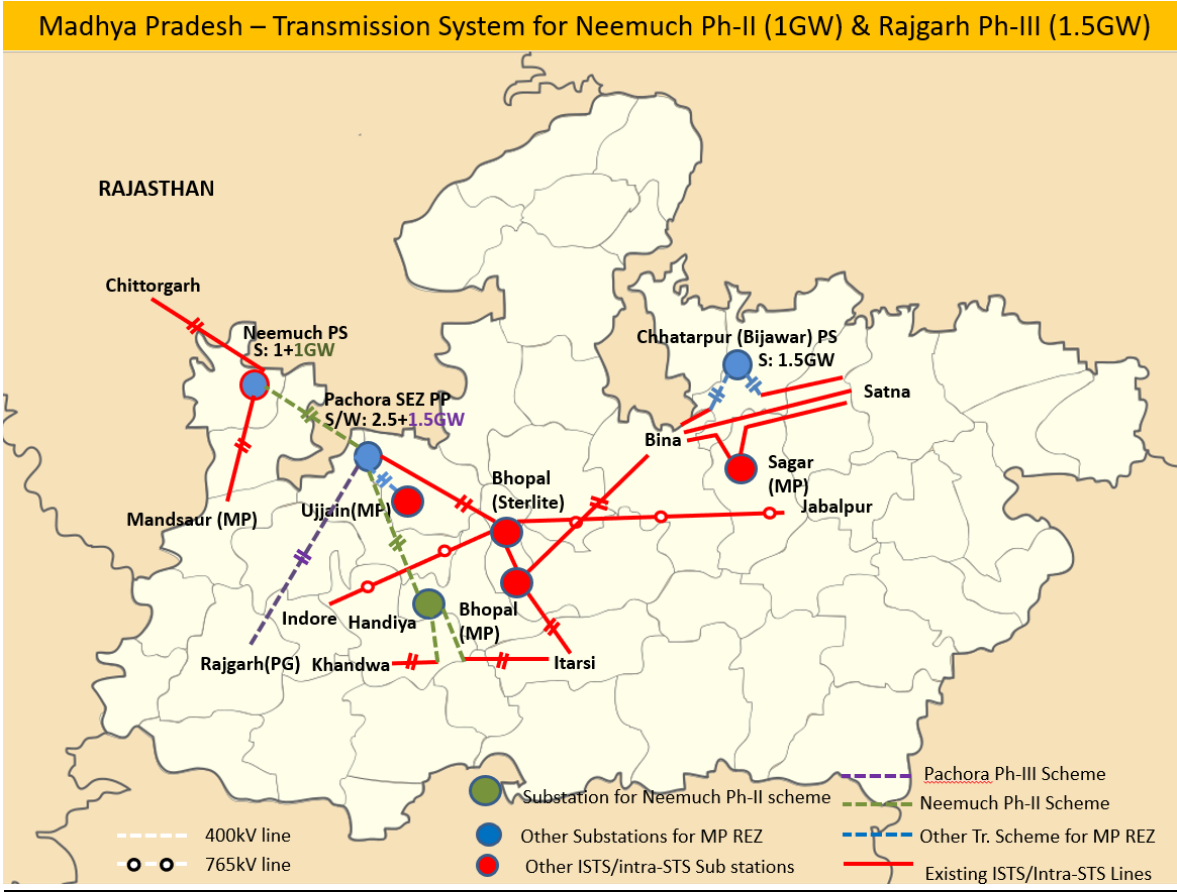 Madhya Pradesh – Transmission System for Neemuch Ph-II (1GW) & Rajgarh Ph-III (1.5GW)
RAJASTHAN
Chittorgarh
Neemuch PS
S: 1+1GW
Chhatarpur (Bijawar) PS
S: 1.5GW
Pachora SEZ PP
S/W: 2.5+1.5GW
Satna
Bina
Bhopal
(Sterlite)
Sagar
(MP)
Ujjain(MP)
Jabalpur
Mandsaur (MP)
Indore
Handiya
Bhopal
(MP)
Rajgarh(PG)
Khandwa
Itarsi
Substation for Neemuch Ph-II scheme
Other Substations for MP REZ
Other ISTS/intra-STS Sub stations
400kV line
765kV line
Pachora Ph-III Scheme
Neemuch Ph-II Scheme
Other Tr. Scheme for MP REZ
Existing ISTS/Intra-STS Lines